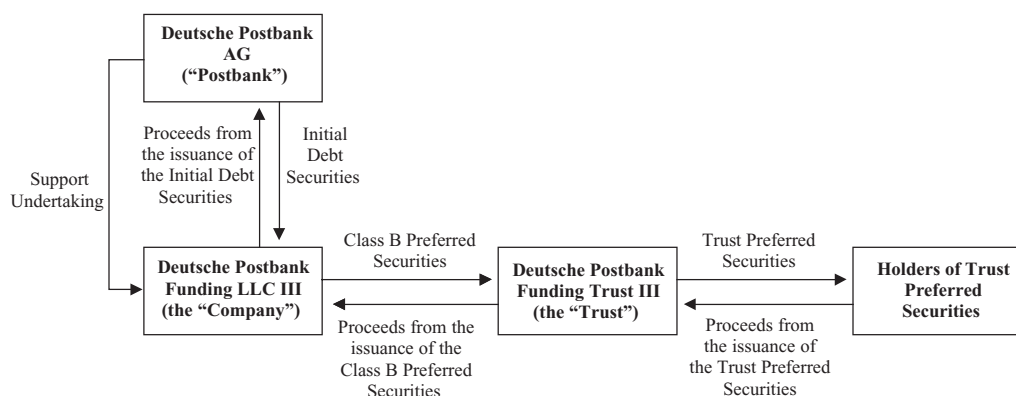 Deutsche Postbank
AG
(“Postbank”)
Proceeds from
the issuance of
the Initial Debt
Securities
Initial
Debt
Securities
Support
Undertaking
Deutsche Postbank
Funding LLC III
(the “Company”)
Class B Preferred
Securities
Proceeds from the
issuance of the
Class B Preferred
Securities
Deutsche Postbank
Funding Trust III
(the “Trust”)
Trust Preferred
Securities
Proceeds from
the issuance of
the Trust Preferred
Securities
Holders of Trust
Preferred
Securities